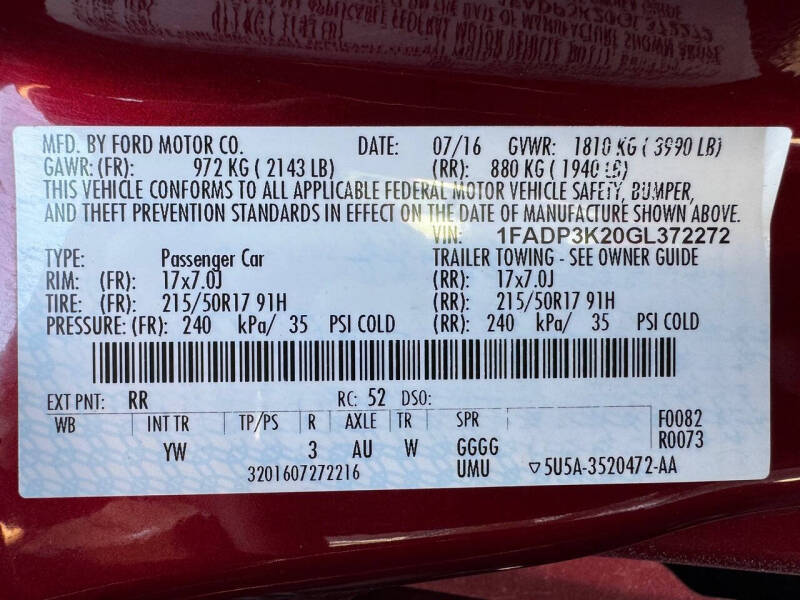 MFD. BY FORD MOTOR CO. DATE: 07/16 GVWR: 1810 KG ( 3990 LB)
GAWR: (FR): 972 KG ( 2143 LB) (RR): 880 KG ( 1940 LB)
THIS VEHICLE CONFORMS TO ALL APPLICABLE FEDERAL MOTOR VEHICLE SAFETY, BUMPER,
AND THEFT PREVENTION STANDARDS IN EFFECT ON THE DATE OF MANUFACTURE SHOWN ABOVE.
VIN: 1FADP3K20GL372272
TYPE: Passenger Car TRAILER TOWING - SEE OWNER GUIDE
RIM: (FR): 17x7.0J (RR): 17x7.0J
TIRE: (FR): 215/50R17 91H (RR): 215/50R17 91H
PRESSURE: (FR): 240 kPa/ 35 PSI COLD (RR): 240 kPa/ 35 PSI COLD
EXT PNT: RR RC: 52 DSO:
WB INT TR TP/PS R AXLE TR SPR F0082
YW 3 AU W GGGG R0073
3201607272216 UMU ▽5U5A-3520472-AA